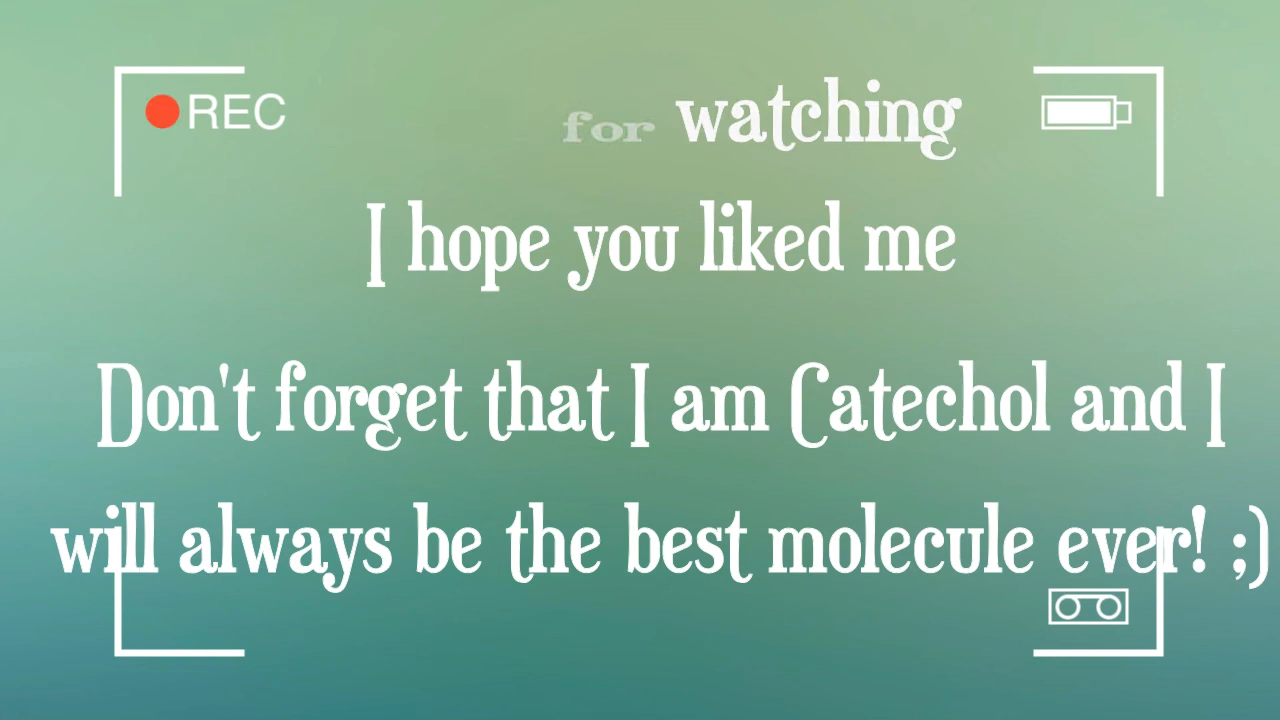 REC
for watching
I hope you liked me
Don't forget that I am Catechol and I
will always be the best molecule ever! ;)